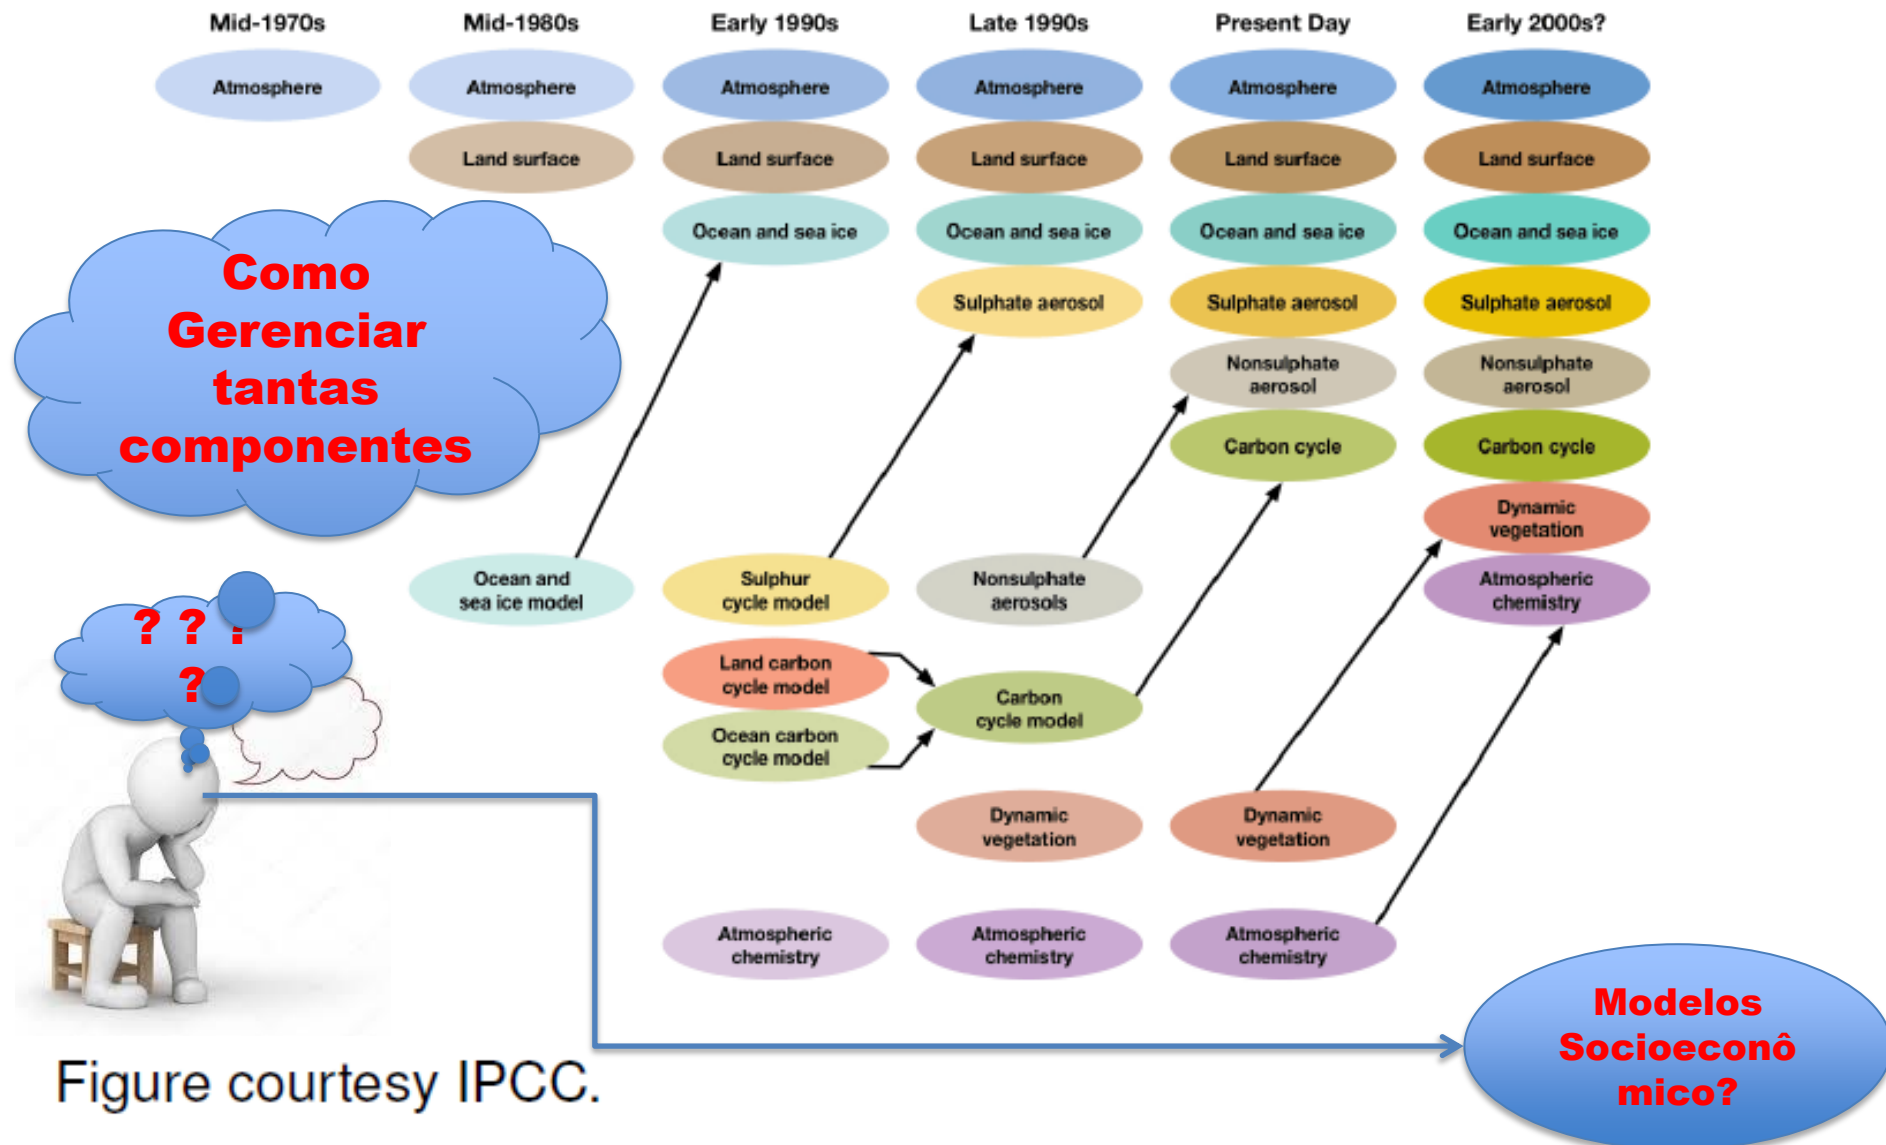 Mid-1970s
Mid-1980s
Early 1990s
Late 1990s
Present Day
Early 2000s?
Atmosphere
Atmosphere
Atmosphere
Atmosphere
Atmosphere
Atmosphere
Land surface
Land surface
Land surface
Land surface
Land surface
Ocean and sea ice
Ocean and sea ice
Ocean and sea ice
Ocean and sea ice
Sulphate aerosol
Sulphate aerosol
Sulphate aerosol
Nonsulphate
aerosol
Nonsulphate
aerosol
Carbon cycle
Carbon cycle
Dynamic
vegetation
Como
Gerenciar
tantas
componentes
Ocean and
sea ice model
Sulphur
cycle model
Nonsulphate
aerosols
Atmospheric
chemistry
? ? ?
?
Land carbon
cycle model
Carbon
cycle model
Ocean carbon
cycle model
Dynamic
vegetation
Dynamic
vegetation
Atmospheric
chemistry
Atmospheric
chemistry
Atmospheric
chemistry
Modelos
Socioeconô
mico?
Figure courtesy IPCC.